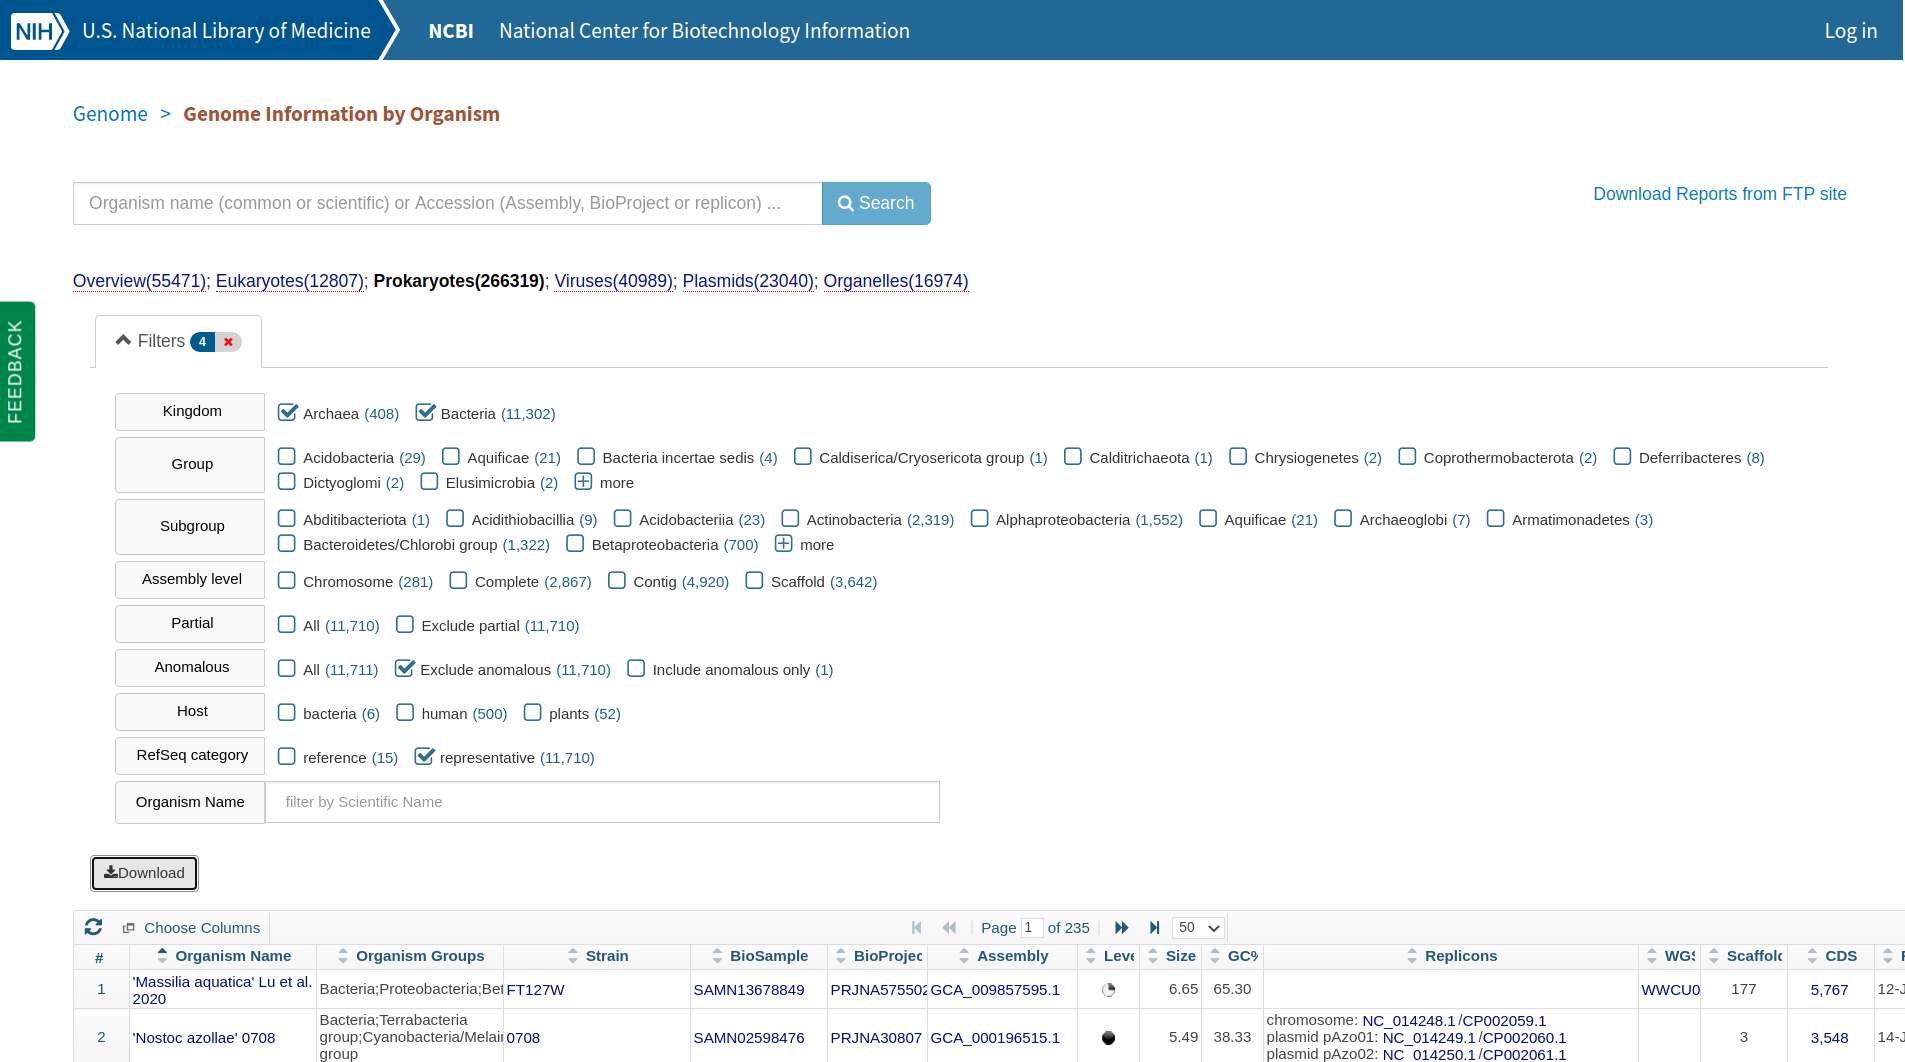 NIH U.S. National Library of Medicine NCBI National Center for Biotechnology Information Log in
Genome > Genome Information by Organism
Organism name (common or scientific) or Accession (Assembly, BioProject or replicon) ... Search Download Reports from FTP site
Overview(55471); Eukaryotes(12807); Prokaryotes(266319); Viruses(40989); Plasmids(23040); Organelles(16974)
FEEDBACK
Filters 4
Kingdom Archaea (408) Bacteria (11,302)
Group Acidobacteria (29) Aquificae (21) Bacteria incertae sedis (4) Caldiserica/Cryosericota group (1) Calditrichaeota (1) Chrysiogenetes (2) Coprothermobacterota (2) Deferribacteres (8)
Dictyoglomi (2) Elusimicrobia (2) more
Subgroup Abditibacteriota (1) Acidithiobacillia (9) Acidobacteriia (23) Actinobacteria (2,319) Alphaproteobacteria (1,552) Aquificae (21) Archaeoglobi (7) Armatimonadetes (3)
Bacteroidetes/Chlorobi group (1,322) Betaproteobacteria (700) more
Assembly level Chromosome (281) Complete (2,867) Contig (4,920) Scaffold (3,642)
Partial All (11,710) Exclude partial (11,710)
Anomalous All (11,711) Exclude anomalous (11,710) Include anomalous only (1)
Host bacteria (6) human (500) plants (52)
RefSeq category reference (15) representative (11,710)
Organism Name filter by Scientific Name
Download
Choose Columns Page 1 of 235 50
# Organism Name Organism Groups Strain BioSample BioProjec Assembly Leve Size GC% Replicons WGS Scaffold CDS
1 'Massilia aquatica' Lu et al. 2020 Bacteria;Proteobacteria;Bet FT127W SAMN13678849 PRJNA575502 GCA_009857595.1 6.65 65.30 WWCU0 177 5,767 12-J
2 'Nostoc azollae' 0708 Bacteria;Terrabacteria group;Cyanobacteria/Melain group 0708 SAMN02598476 PRJNA30807 GCA_000196515.1 5.49 38.33 chromosome: NC_014248.1/CP002059.1
plasmid pAzo01: NC_014249.1/CP002060.1 3 3,548 14-J
plasmid pAzo02: NC_014250.1/CP002061.1